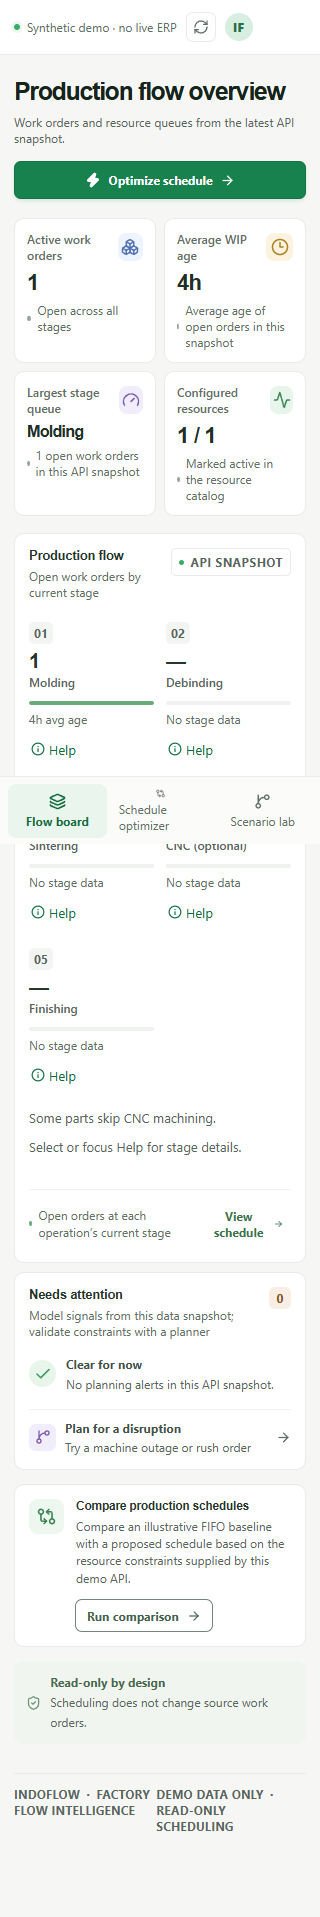 Synthetic demo · no live ERP
IF
Production flow overview
Work orders and resource queues from the latest API
snapshot.
Optimize schedule
Active work
orders
1
Open across all
stages
Average WIP
age
4h
Average age of
open orders in this
snapshot
Largest stage
queue
Molding
1 open work orders
in this API snapshot
Configured
resources
1 / 1
Marked active in
the resource
catalog
Production flow
Open work orders by
current stage
API SNAPSHOT
01
1
Molding
4h avg age
Help
02
—
Debinding
No stage data
Help
Flow board
Schedule
optimizer
Scenario lab
Sintering
No stage data
Help
CNC (optional)
No stage data
Help
05
—
Finishing
No stage data
Help
Some parts skip CNC machining.
Select or focus Help for stage details.
Open orders at each
operation's current stage
View
schedule
Needs attention
Model signals from this data snapshot;
validate constraints with a planner
0
Clear for now
No planning alerts in this API snapshot.
Plan for a disruption
Try a machine outage or rush order
Compare production schedules
Compare an illustrative FIFO baseline
with a proposed schedule based on the
resource constraints supplied by this
demo API.
Run comparison
Read-only by design
Scheduling does not change source work
orders.
INDOFLOW · FACTORY
FLOW INTELLIGENCE
DEMO DATA ONLY ·
READ-ONLY
SCHEDULING